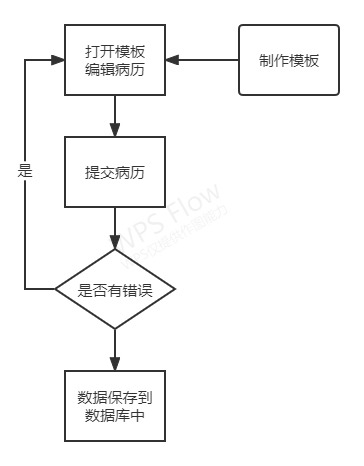 打开模板
编辑病历
制作模板
是
提交病历
WPS Flow
是否有错误
数据保存到
数据库中